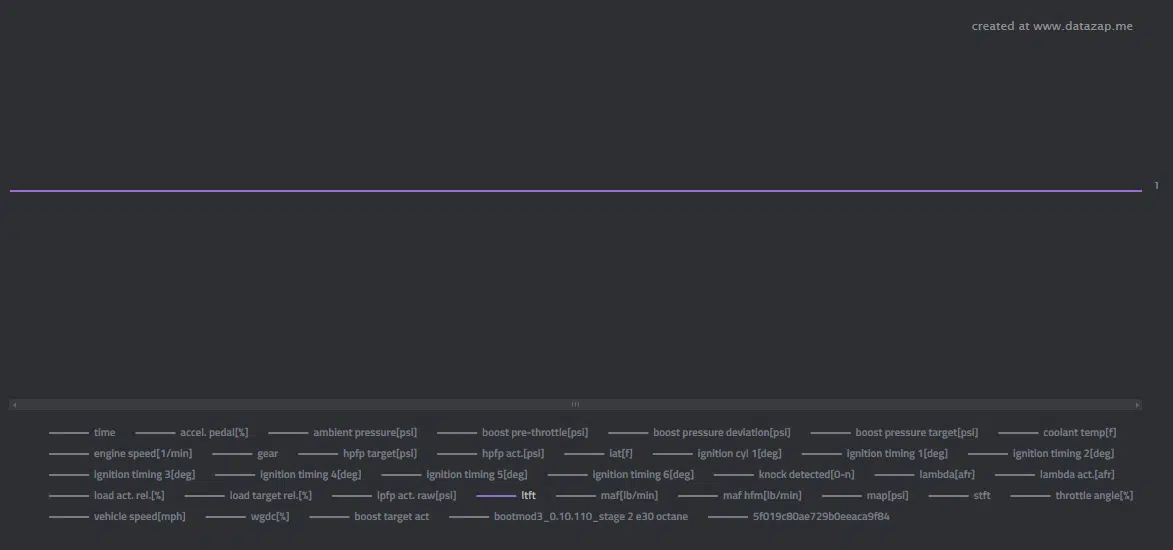 created at www.datazap.me
1
time accel. pedal[%] ambient pressure[psi] boost pre-throttle[psi] boost pressure deviation[psi] boost pressure target[psi] coolant temp[f]
engine speed[1/min] gear hpfp target[psi] hpfp act.[psi] iat[f] ignition cyl 1[deg] ignition timing 1[deg] ignition timing 2[deg]
ignition timing 3[deg] ignition timing 4[deg] ignition timing 5[deg] ignition timing 6[deg] knock detected[0-n] lambda[afr] lambda act.[afr]
load act. rel.[%] load target rel.[%] lpfp act. raw[psi] ltft maf[lb/min] maf hfm[lb/min] map[psi] stft throttle angle[%]
vehicle speed[mph] wgdc[%] boost target act bootmod3_0.10.110_stage 2 e30 octane 5f019c80ae729b0eeaca9f84